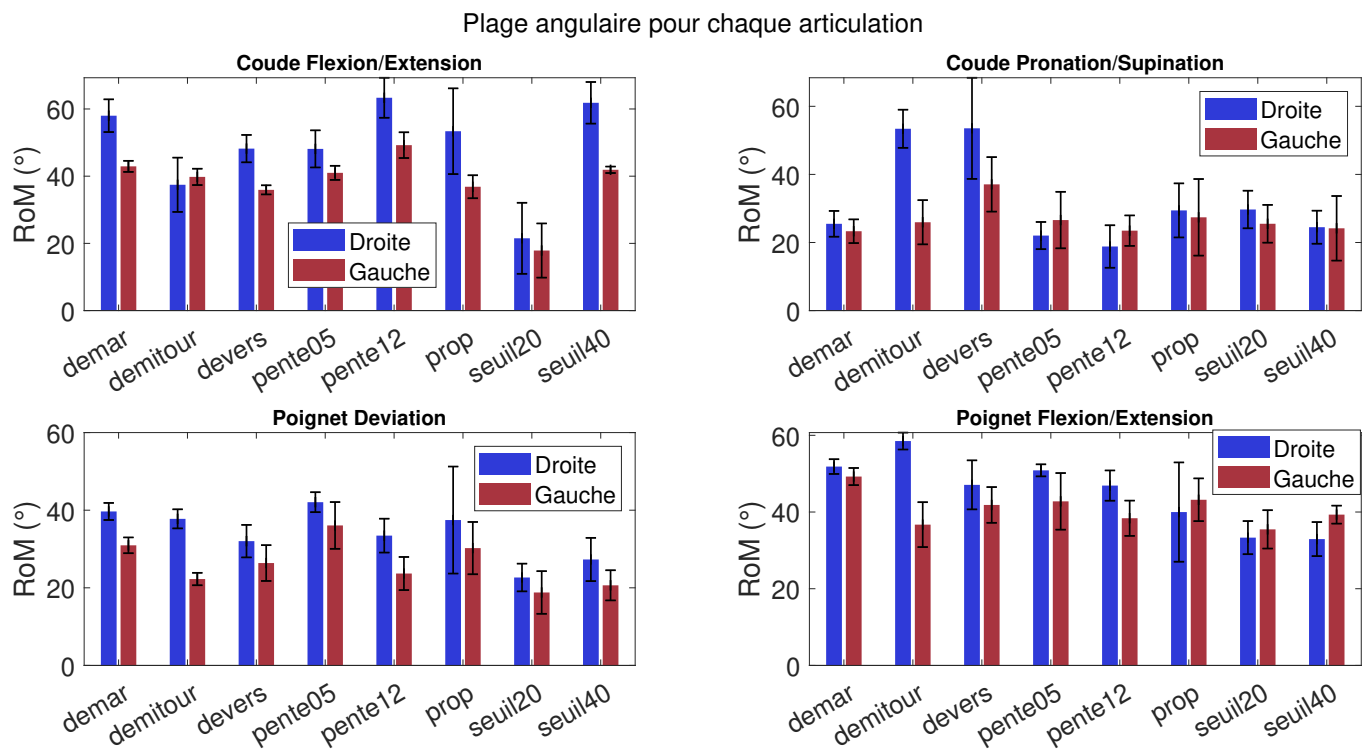 Plage angulaire pour chaque articulation
Coude Flexion/Extension
RoM (°)
60
40
20
0
Droite
Gauche
demar
demitour
devers
pente05
pente12
prop
seuil20
seuil40
Coude Pronation/Supination
RoM (°)
60
40
20
0
Droite
Gauche
demar
demitour
devers
pente05
pente12
prop
seuil20
seuil40
Poignet Deviation
RoM (°)
60
40
20
0
Droite
Gauche
demar
demitour
devers
pente05
pente12
prop
seuil20
seuil40
Poignet Flexion/Extension
RoM (°)
60
40
20
0
Droite
Gauche
demar
demitour
devers
pente05
pente12
prop
seuil20
seuil40